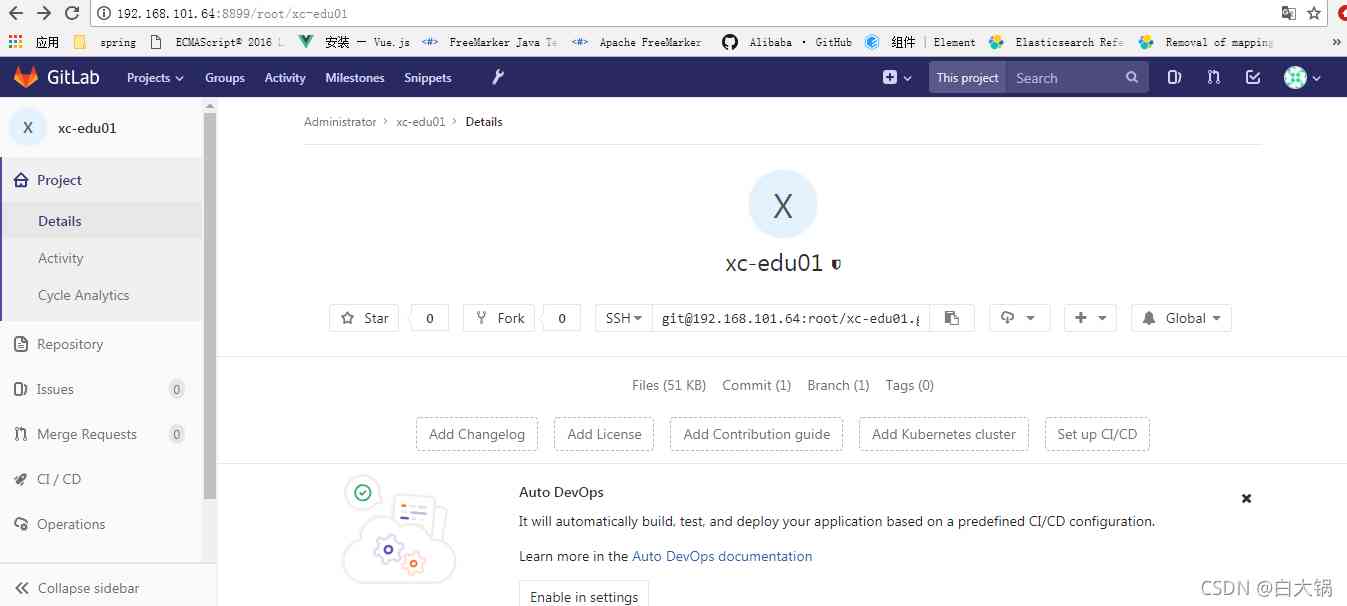 192.168.101.64:8899/root/xc-edu01
应用 spring ECMAScript® 2016 L 安装 — Vue.js FreeMarker Java Te Apache FreeMarker Alibaba · GitHub 组件 | Element Elasticsearch Refe Removal of mapping »
GitLab Projects Groups Activity Milestones Snippets This project Search
X xc-edu01
Administrator > xc-edu01 > Details
Project
Details
Activity
Cycle Analytics
Repository
Issues 0
Merge Requests 0
CI / CD
Operations
Collapse sidebar
X
xc-edu01
Star 0 Fork 0 SSH git@192.168.101.64:root/xc-edu01.g Global
Files (51 KB) Commit (1) Branch (1) Tags (0)
Add Changelog Add License Add Contribution guide Add Kubernetes cluster Set up CI/CD
Auto DevOps
It will automatically build, test, and deploy your application based on a predefined CI/CD configuration.
Learn more in the Auto DevOps documentation
Enable in settings
CSDN @白大锅